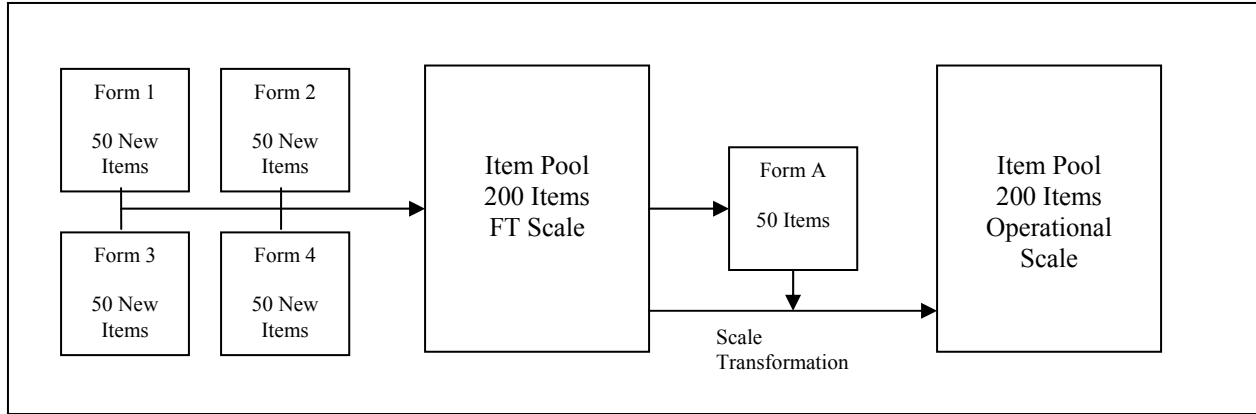 Form 1
50 New
Items
Form 2
50 New
Items
Form 3
50 New
Items
Form 4
50 New
Items
Item Pool
200 Items
FT Scale
Form A
50 Items
Scale
Transformation
Item Pool
200 Items
Operational
Scale